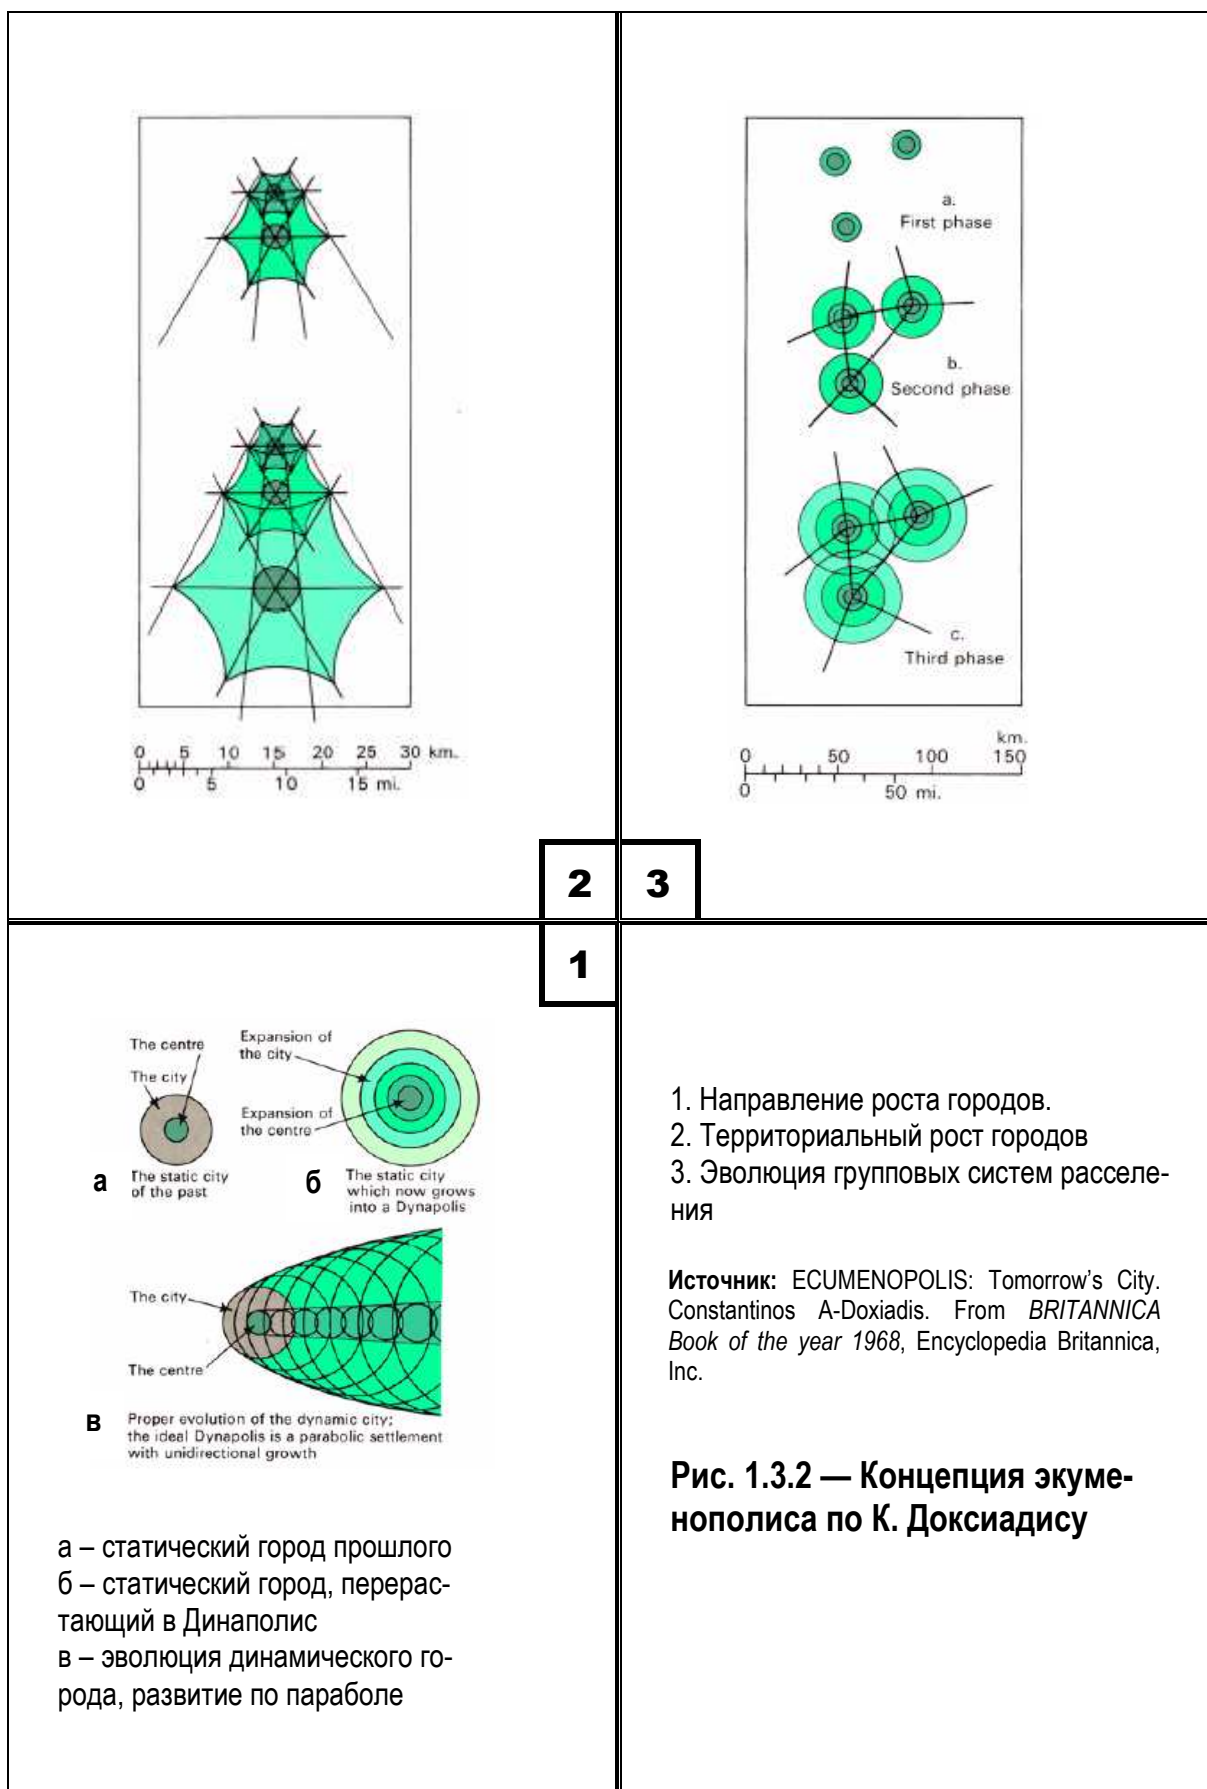 a.
First phase
b.
Second phase
c.
Third phase
0 5 10 15 20 25 30 km.
0 5 10 15 mi.
km.
0 50 100 150
0 50 mi.
2
3
1
The centre
The city
а
The static city
of the past
Expansion of
the city
Expansion of
the centre
б
The static city
which now grows
into a Dynapolis
The city
The centre
в
Proper evolution of the dynamic city;
the ideal Dynapolis is a parabolic settlement
with unidirectional growth
а – статический город прошлого
б – статический город, перерас-
тающий в Динаполис
в – эволюция динамического го-
рода, развитие по параболе
1. Направление роста городов.
2. Территориальный рост городов
3. Эволюция групповых систем расселе-
ния
Источник: ECUMENOPOLIS: Tomorrow's City.
Constantinos A-Doxiadis. From BRITANNICA
Book of the year 1968, Encyclopedia Britannica,
Inc.
Рис. 1.3.2 — Концепция экуме-
нополиса по К. Доксиадису